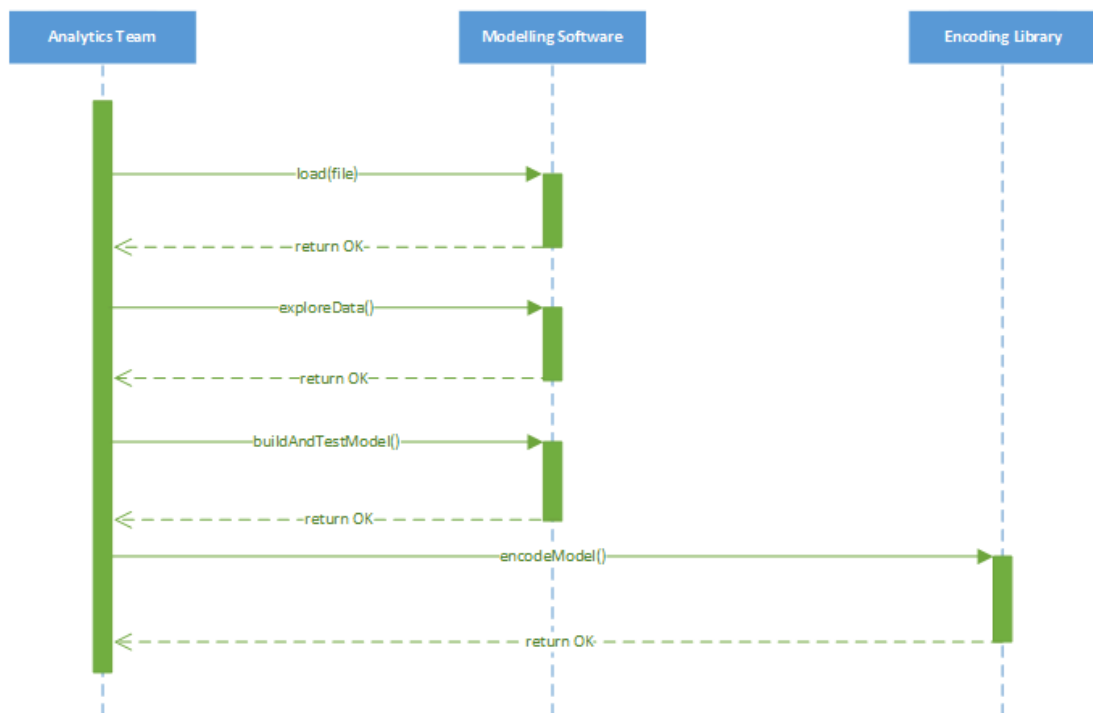 Analytics Team
Modelling Software
Encoding Library
load(file)
return OK
exploreData()
return OK
buildAndTestModel()
return OK
encodeModel()
return OK